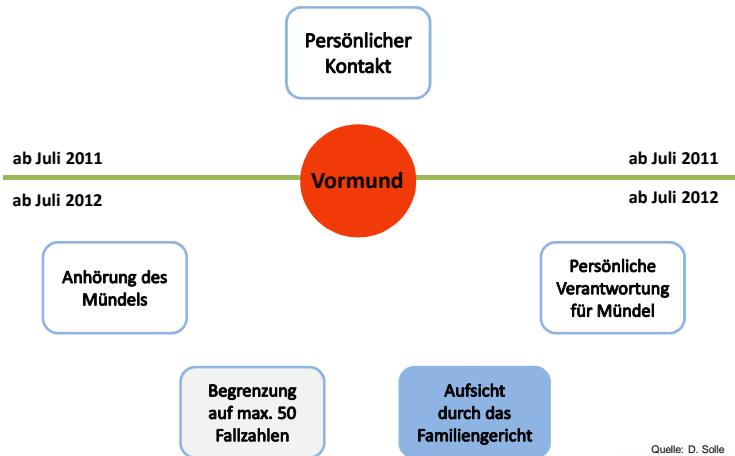 Persönlicher
Kontakt
ab Juli 2011
ab Juli 2011
Vormund
ab Juli 2012
ab Juli 2012
Anhörung des
Mündels
Persönliche
Verantwortung
für Mündel
Begrenzung
auf max. 50
Fallzahlen
Aufsicht
durch das
Familiengericht
Quelle: D. Solle